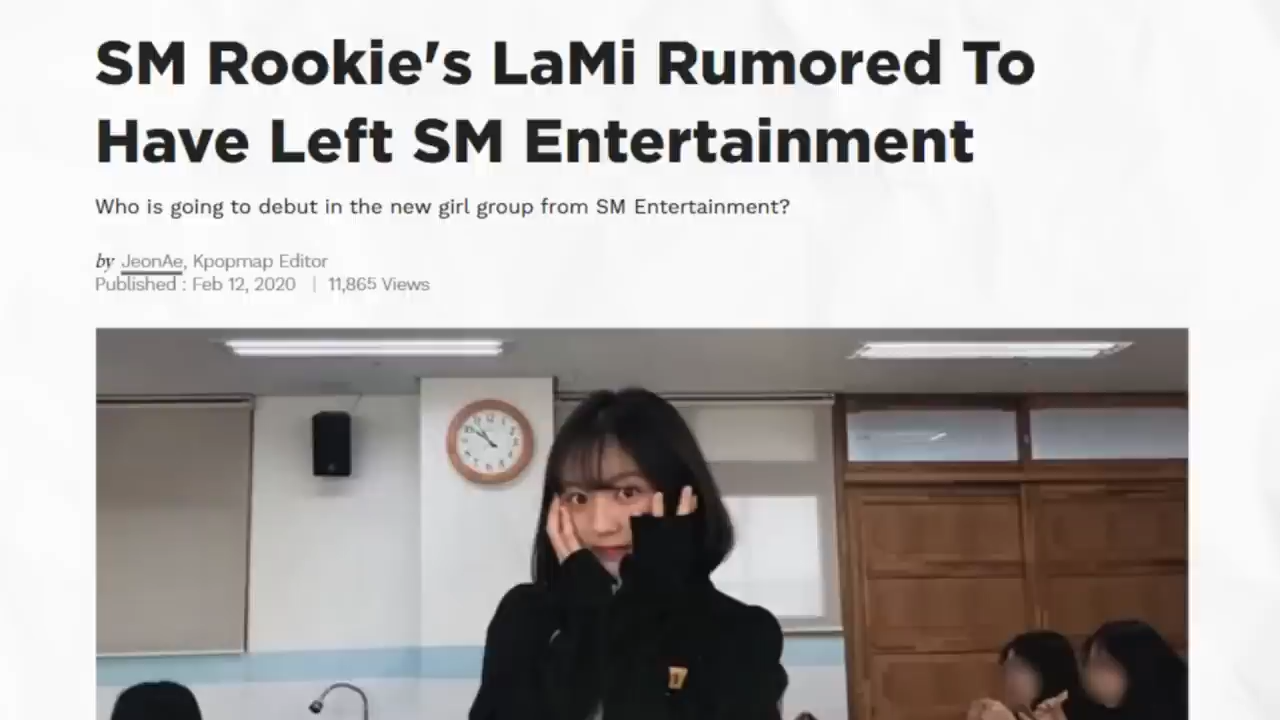 SM Rookie's LaMi Rumored To
Have Left SM Entertainment
Who is going to debut in the new girl group from SM Entertainment?
by JeonAe, Kpopmap Editor
Published : Feb 12, 2020 | 11,865 Views